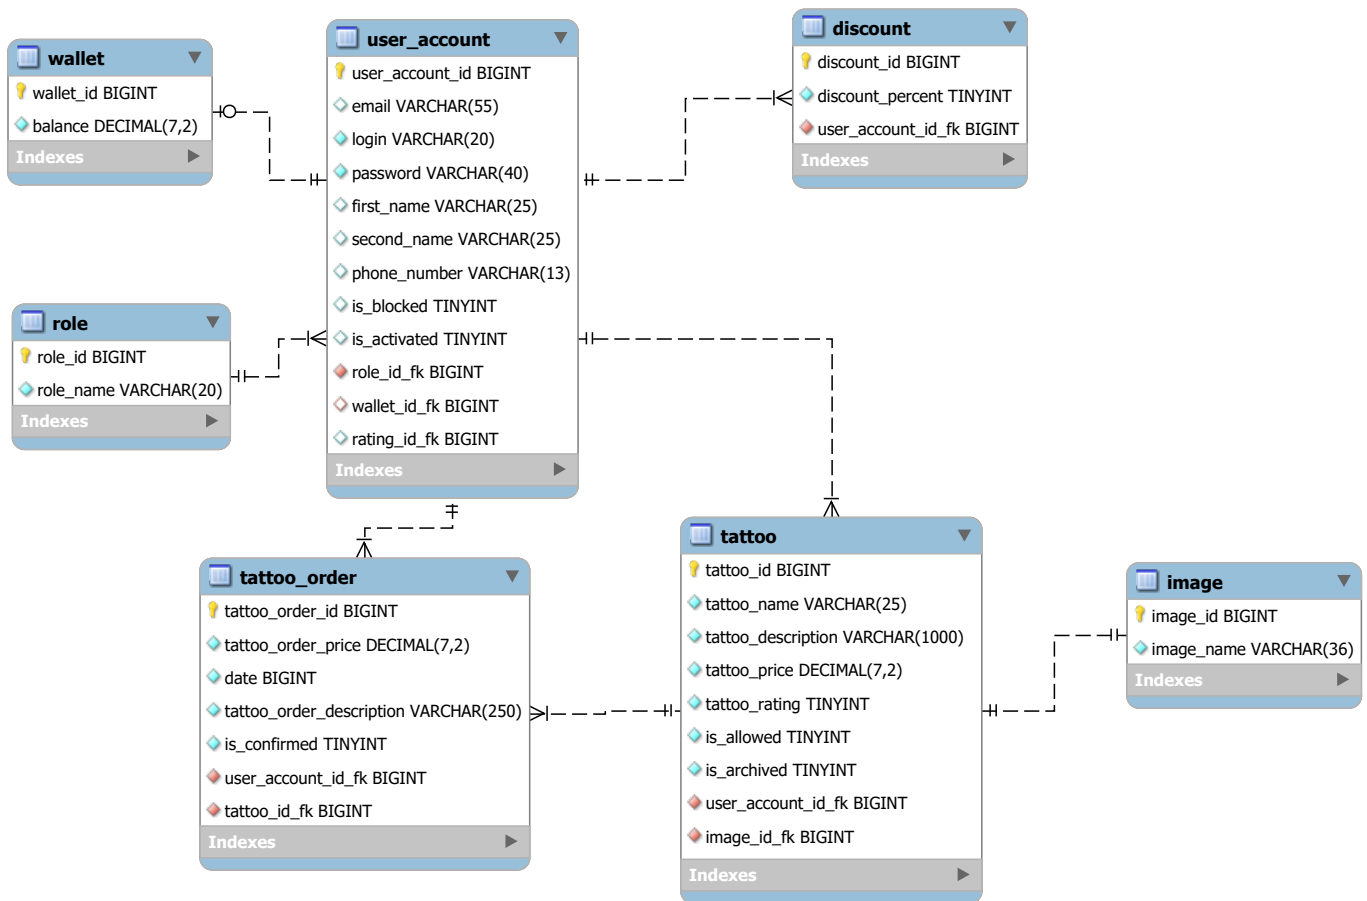 wallet
wallet_id BIGINT
balance DECIMAL(7,2)
Indexes
user_account
user_account_id BIGINT
email VARCHAR(55)
login VARCHAR(20)
password VARCHAR(40)
first_name VARCHAR(25)
second_name VARCHAR(25)
phone_number VARCHAR(13)
is_blocked TINYINT
is_activated TINYINT
role_id_fk BIGINT
wallet_id_fk BIGINT
rating_id_fk BIGINT
Indexes
discount
discount_id BIGINT
discount_percent TINYINT
user_account_id_fk BIGINT
Indexes
role
role_id BIGINT
role_name VARCHAR(20)
Indexes
tattoo_order
tattoo_order_id BIGINT
tattoo_order_price DECIMAL(7,2)
date BIGINT
tattoo_order_description VARCHAR(250)
is_confirmed TINYINT
user_account_id_fk BIGINT
tattoo_id_fk BIGINT
Indexes
tattoo
tattoo_id BIGINT
tattoo_name VARCHAR(25)
tattoo_description VARCHAR(1000)
tattoo_price DECIMAL(7,2)
tattoo_rating TINYINT
is_allowed TINYINT
is_archived TINYINT
user_account_id_fk BIGINT
image_id_fk BIGINT
Indexes
image
image_id BIGINT
image_name VARCHAR(36)
Indexes